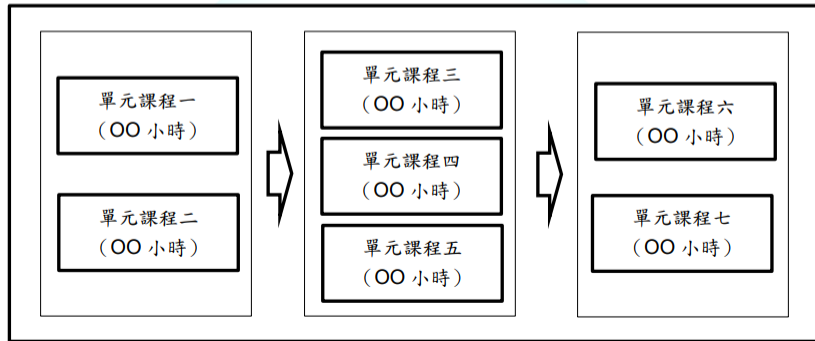 單元課程一
（OO 小時）
單元課程二
（OO 小時）
單元課程三
（OO 小時）
單元課程四
（OO 小時）
單元課程五
（OO 小時）
單元課程六
（OO 小時）
單元課程七
（OO 小時）